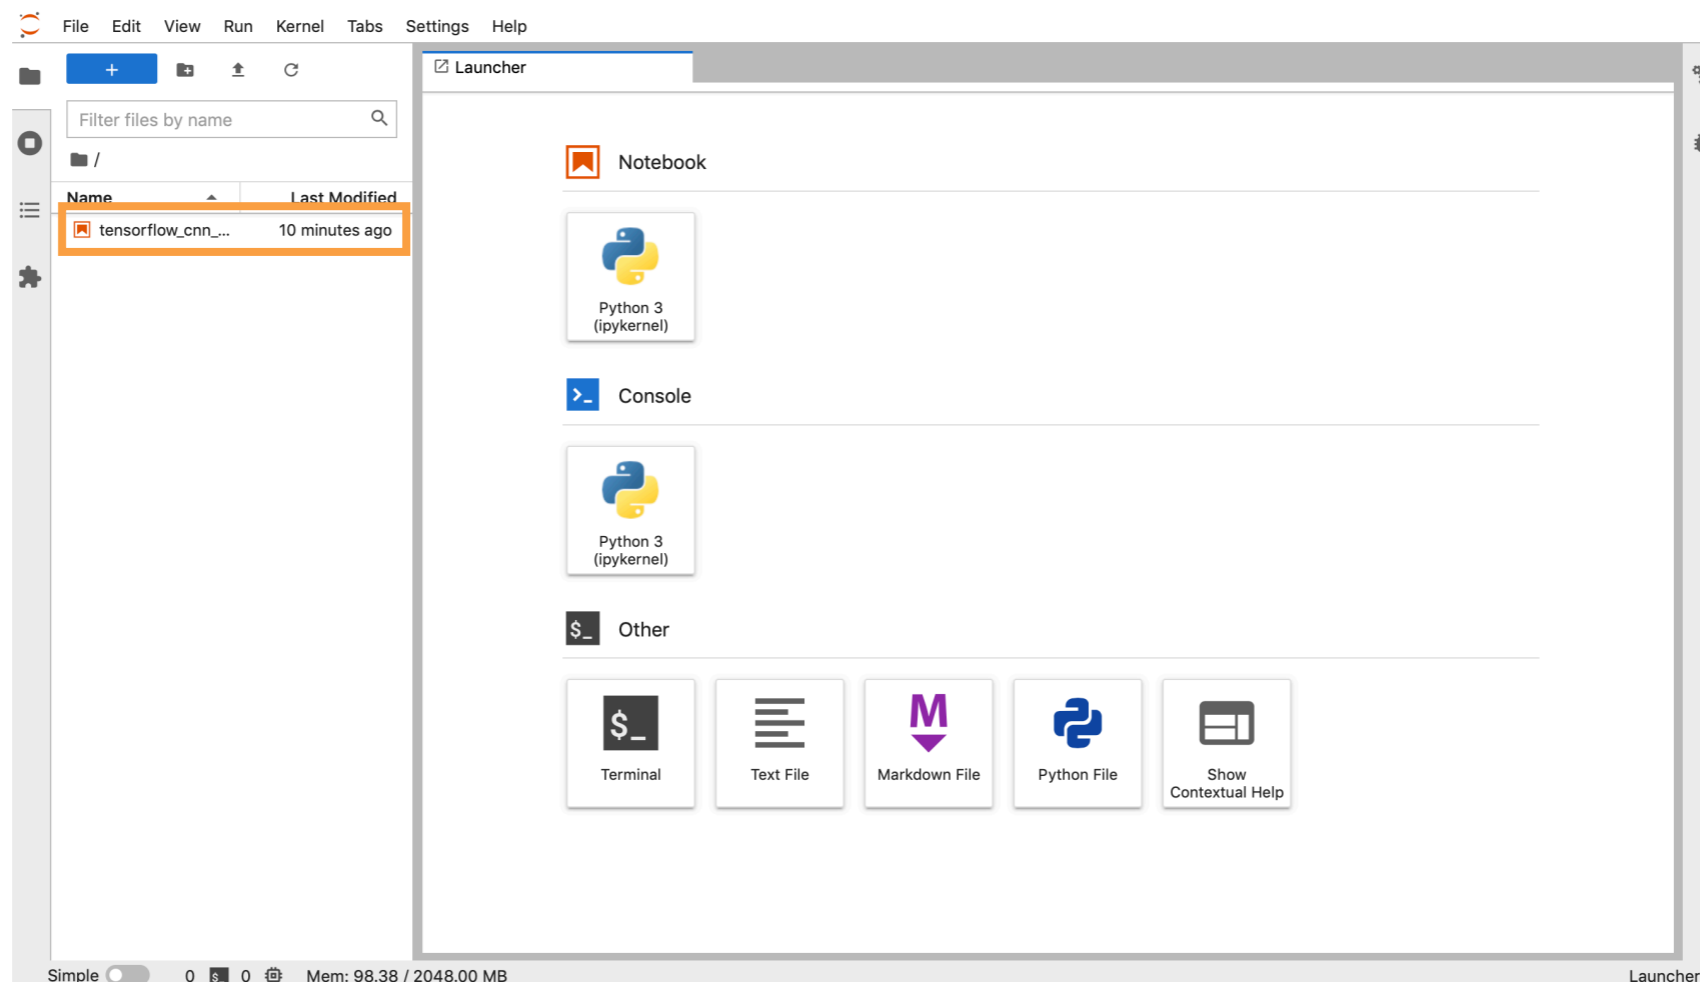 File Edit View Run Kernel Tabs Settings Help
+
Filter files by name
/
Name Last Modified
tensorflow_cnn_... 10 minutes ago
Launcher
Notebook
Python 3
(ipykernel)
Console
Python 3
(ipykernel)
$_ Other
$_
Terminal
Text File
M
Markdown File
Python File
Show
Contextual Help
Simple 0 $_ 0 Mem: 98.38 / 2048.00 MB Launcher